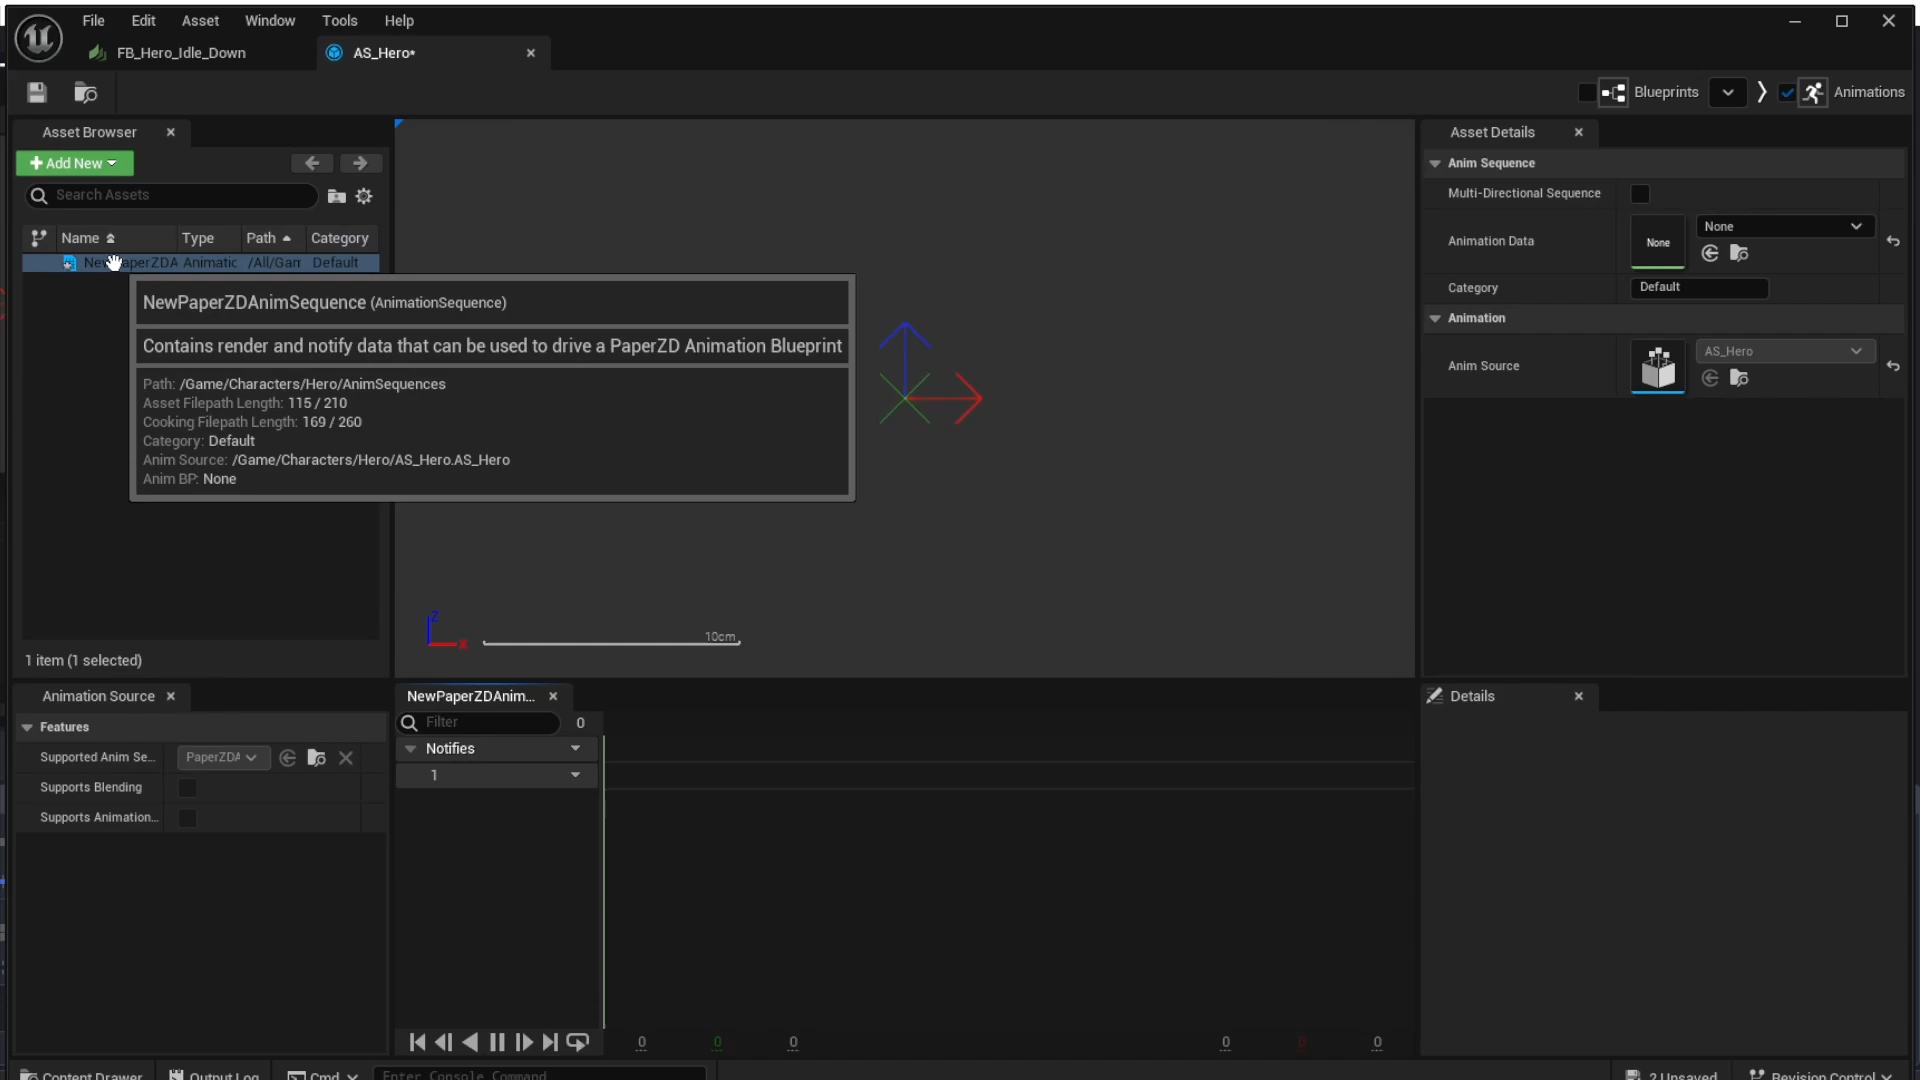 File Edit Asset Window Tools Help
FB_Hero_Idle_Down AS_Hero*
Blueprints Animations
Asset Browser
Add New
Search Assets
Name Type Path Category
Animatic /All/Gam Default
NewPaperZDAnimSequence (AnimationSequence)
Contains render and notify data that can be used to drive a PaperZD Animation Blueprint
Path: /Game/Characters/Hero/AnimSequences
Asset Filepath Length: 115 / 210
Cooking Filepath Length: 169 / 260
Category: Default
Anim Source: /Game/Characters/Hero/AS_Hero.AS_Hero
Anim BP: None
Z
X
10cm
1 item (1 selected)
Asset Details
Anim Sequence
Multi-Directional Sequence
Animation Data None None
Category Default
Animation
Anim Source AS_Hero
Animation Source
Features
Supported Anim Se... PaperZDA
Supports Blending
Supports Animation...
NewPaperZDAnim...
Filter 0
Notifies
1
0 0 0 0 0 0
Details
Content Drawer Output Log Cmd Enter Console Command 2 Unsaved Revision Control